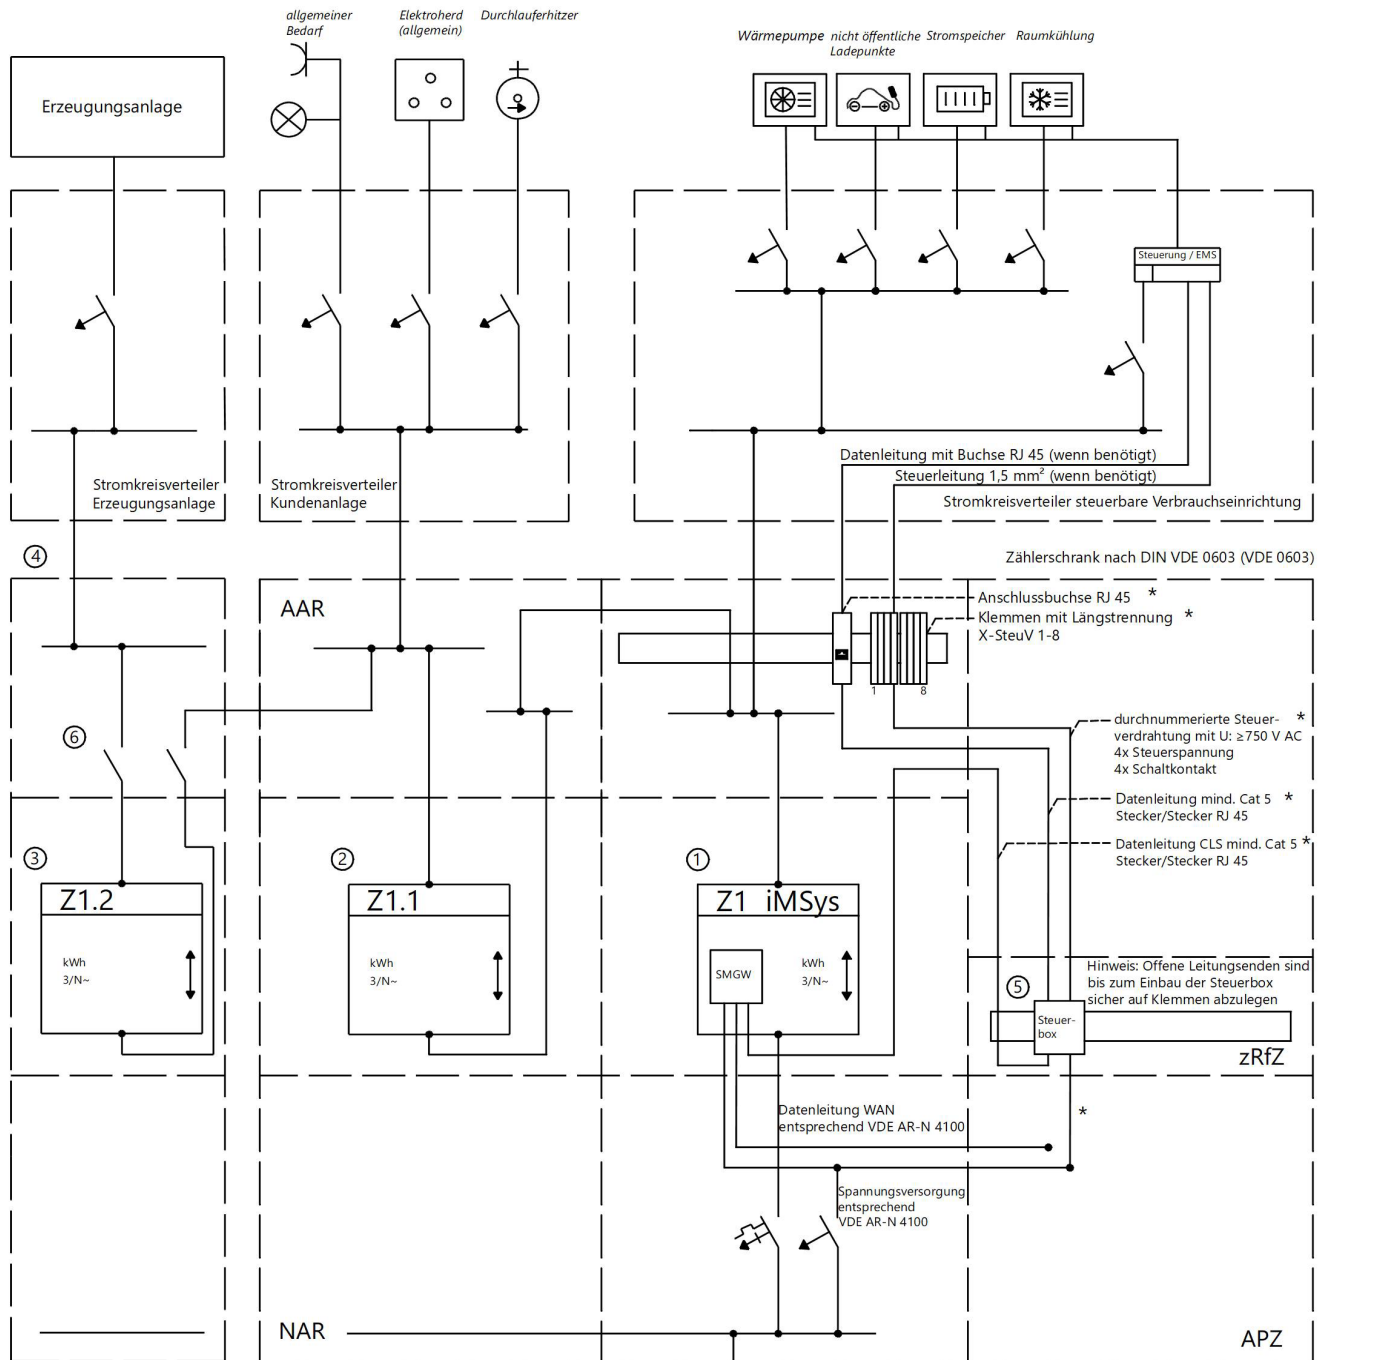 allgemeiner
Bedarf
Elektroherd
(allgemein)
Durchlauferhitzer
Wärmepumpe
nicht öffentliche
Ladepunkte
Stromspeicher
Raumkühlung
Erzeugungsanlage
Steuerung / EMS
Datenleitung mit Buchse RJ 45 (wenn benötigt)
Steuerleitung 1,5 mm² (wenn benötigt)
Stromkreisverteiler
Erzeugungsanlage
Stromkreisverteiler
Kundenanlage
Stromkreisverteiler steuerbare Verbrauchseinrichtung
4
Zählerschrank nach DIN VDE 0603 (VDE 0603)
AAR
Anschlussbuchse RJ 45 *
Klemmen mit Längstrennung *
X-SteuV 1-8
1
8
6
durchnummerierte Steuer- *
verdrahtung mit U: ≥750 V AC
4x Steuerspannung
4x Schaltkontakt
Datenleitung mind. Cat 5 *
Stecker/Stecker RJ 45
Datenleitung CLS mind. Cat 5 *
Stecker/Stecker RJ 45
3
2
1
Z1.2
kWh
3/N~
Z1.1
kWh
3/N~
Z1 iMSys
SMGW
kWh
3/N~
Hinweis: Offene Leitungsenden sind
bis zum Einbau der Steuerbox
sicher auf Klemmen abzulegen
5
Steuer-
box
zRfZ
Datenleitung WAN
entsprechend VDE AR-N 4100
*
Spannungsversorgung
entsprechend
VDE AR-N 4100
NAR
APZ